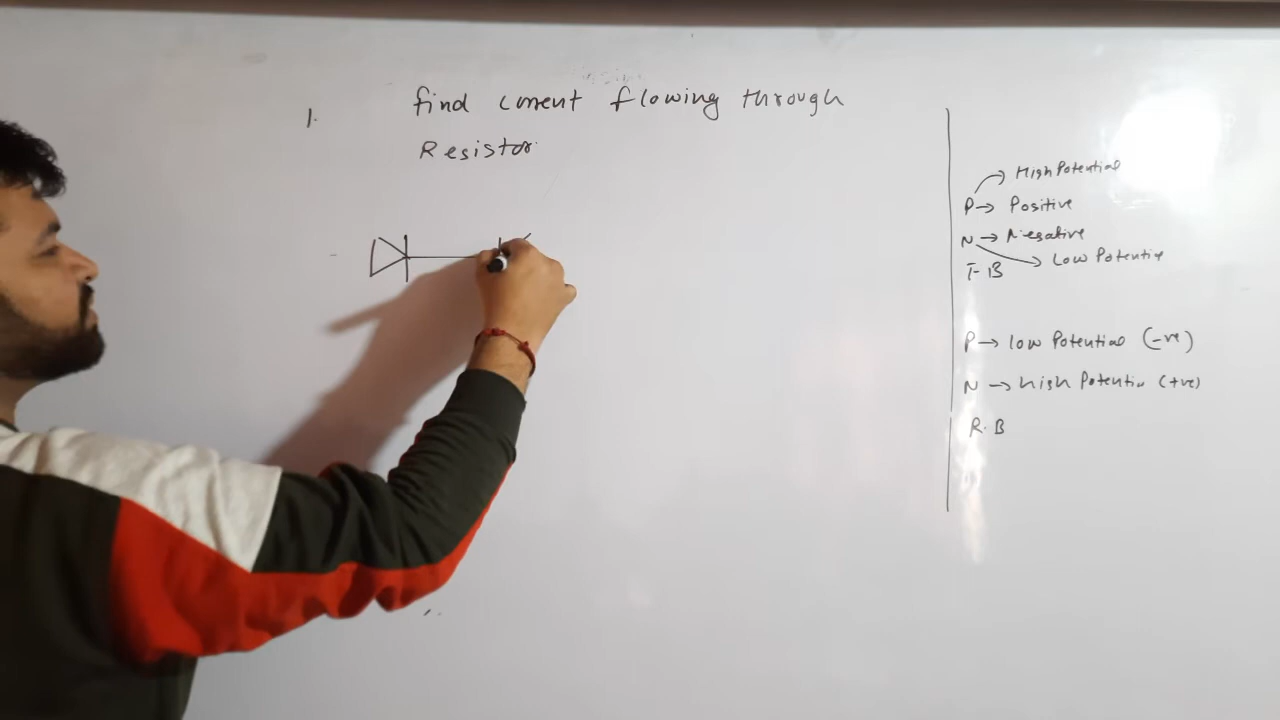 1. find current flowing through
Resistor
High Potential
P → Positive
N → Negative
Low Potential
F B
P → low Potential (-ve)
N → high Potential (+ve)
R.B